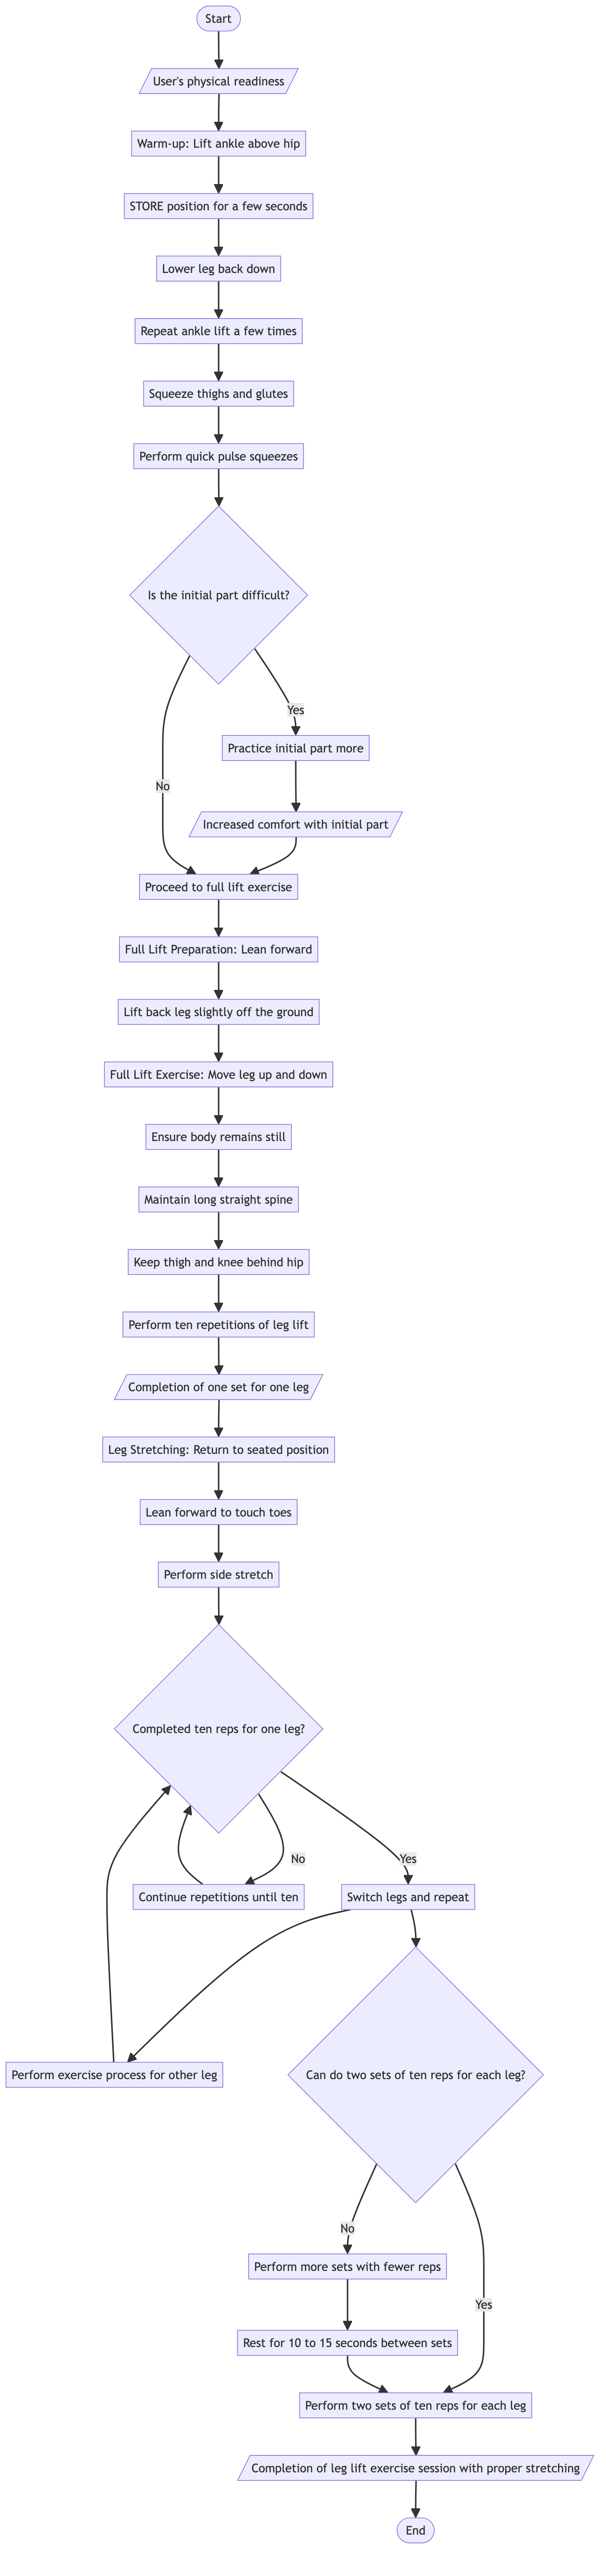 Start
User's physical readiness
Warm-up: Lift ankle above hip
STORE position for a few seconds
Lower leg back down
Repeat ankle lift a few times
Squeeze thighs and glutes
Perform quick pulse squeezes
Is the initial part difficult?
Yes
Practice initial part more
No
Increased comfort with initial part
Proceed to full lift exercise
Full Lift Preparation: Lean forward
Lift back leg slightly off the ground
Full Lift Exercise: Move leg up and down
Ensure body remains still
Maintain long straight spine
Keep thigh and knee behind hip
Perform ten repetitions of leg lift
Completion of one set for one leg
Leg Stretching: Return to seated position
Lean forward to touch toes
Perform side stretch
Completed ten reps for one leg?
No
Yes
Continue repetitions until ten
Switch legs and repeat
Perform exercise process for other leg
Can do two sets of ten reps for each leg?
No
Perform more sets with fewer reps
Yes
Rest for 10 to 15 seconds between sets
Perform two sets of ten reps for each leg
Completion of leg lift exercise session with proper stretching
End